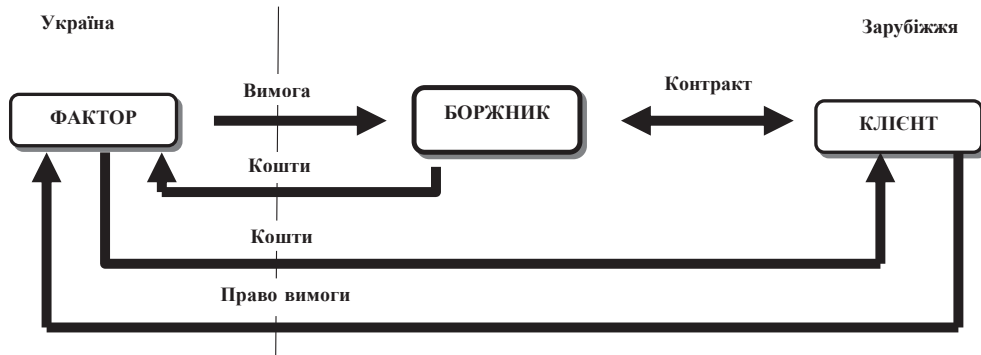 Україна
Зарубіжжя
Вимога
Контракт
ФАКТОР
БОРЖНИК
КЛІЄНТ
Кошти
Кошти
Право вимоги